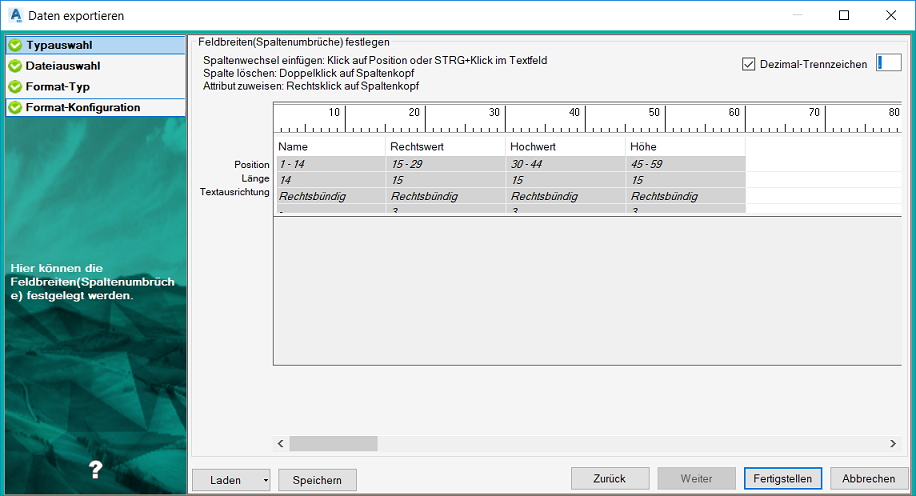 Daten exportieren
Typauswahl
Dateiauswahl
Format-Typ
Format-Konfiguration
Hier können die
Feldbreiten(Spaltenumbrüch
e) festgelegt werden.
?
Feldbreiten(Spaltenumbrüche) festlegen
Spaltenwechsel einfügen: Klick auf Position oder STRG+Klick im Textfeld
Spalte löschen: Doppelklick auf Spaltenkopf
Attribut zuweisen: Rechtsklick auf Spaltenkopf
Dezimal-Trennzeichen
10 20 30 40 50 60 70 80
Name Rechtswert Hochwert Höhe
Position 1 - 14 15 - 29 30 - 44 45 - 59
Länge 14 15 15 15
Textausrichtung Rechtsbündig Rechtsbündig Rechtsbündig Rechtsbündig
- 3 3 3
Laden Speichern Zurück Weiter Fertigstellen Abbrechen